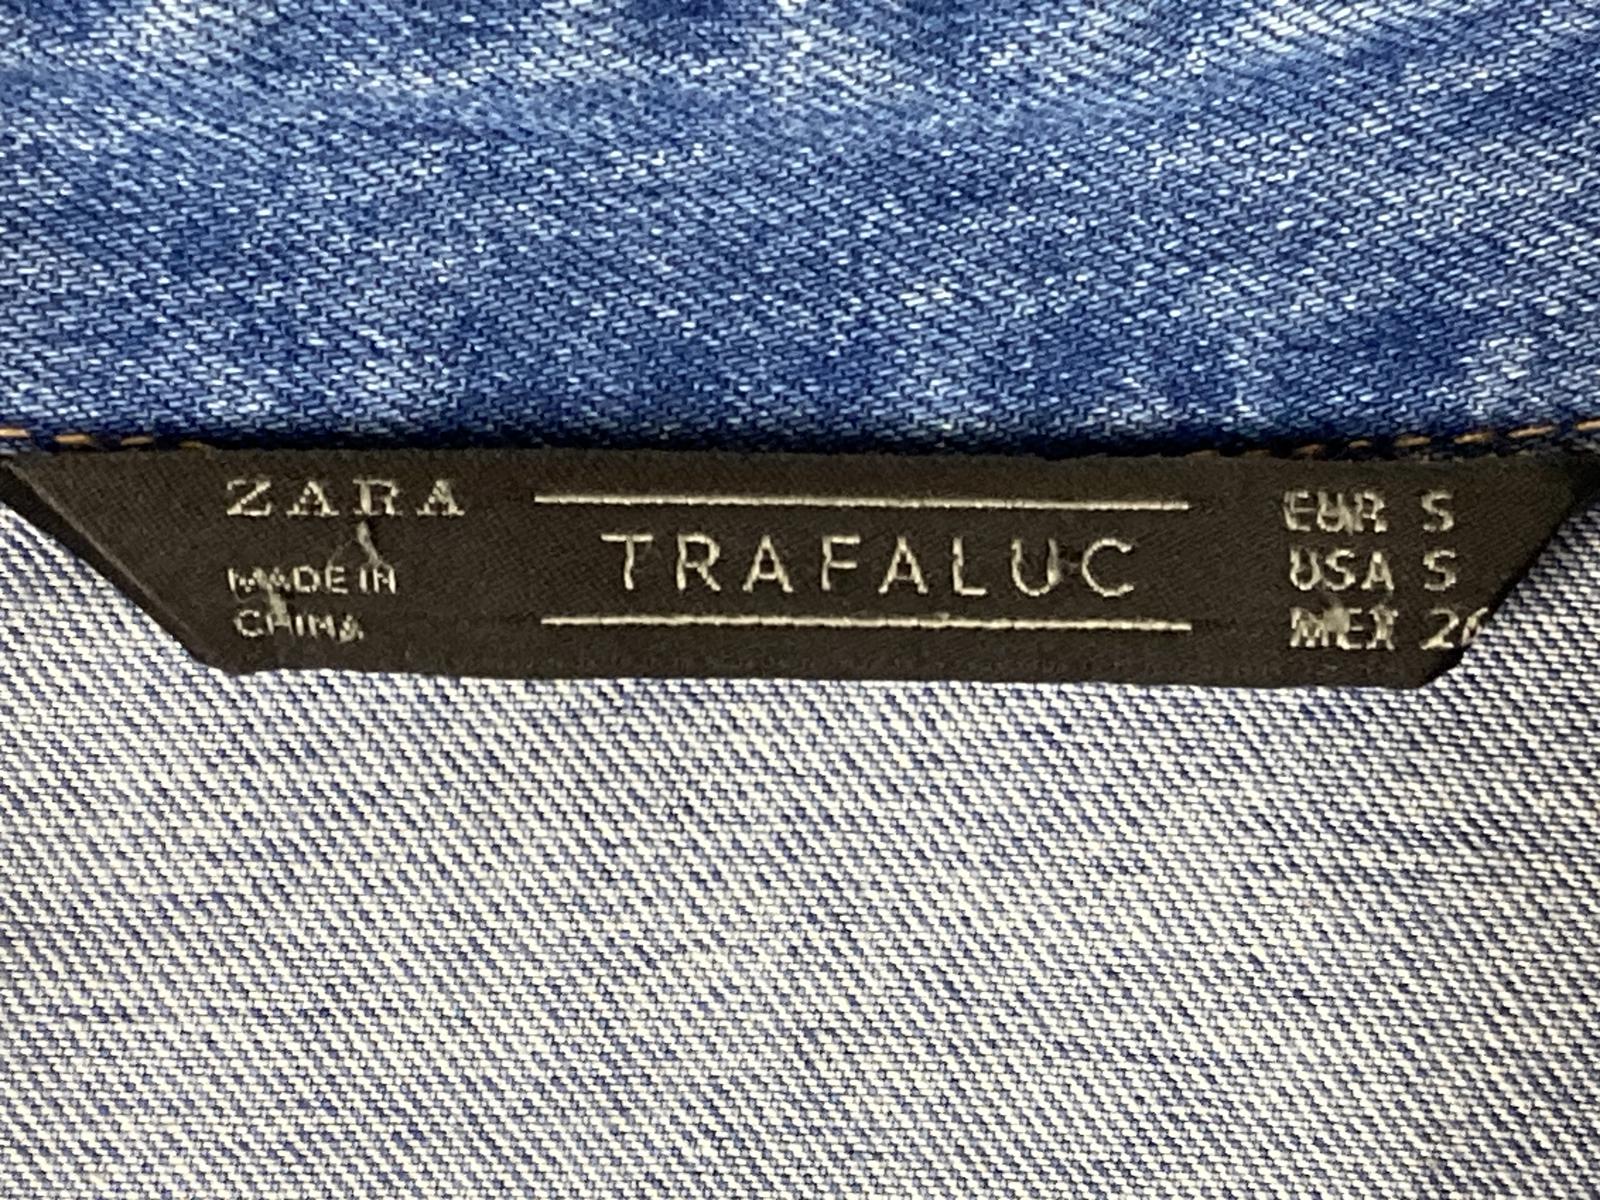 ZARA
MADE IN
CHINA
TRAFALUC
EUR S
USA S
MEX